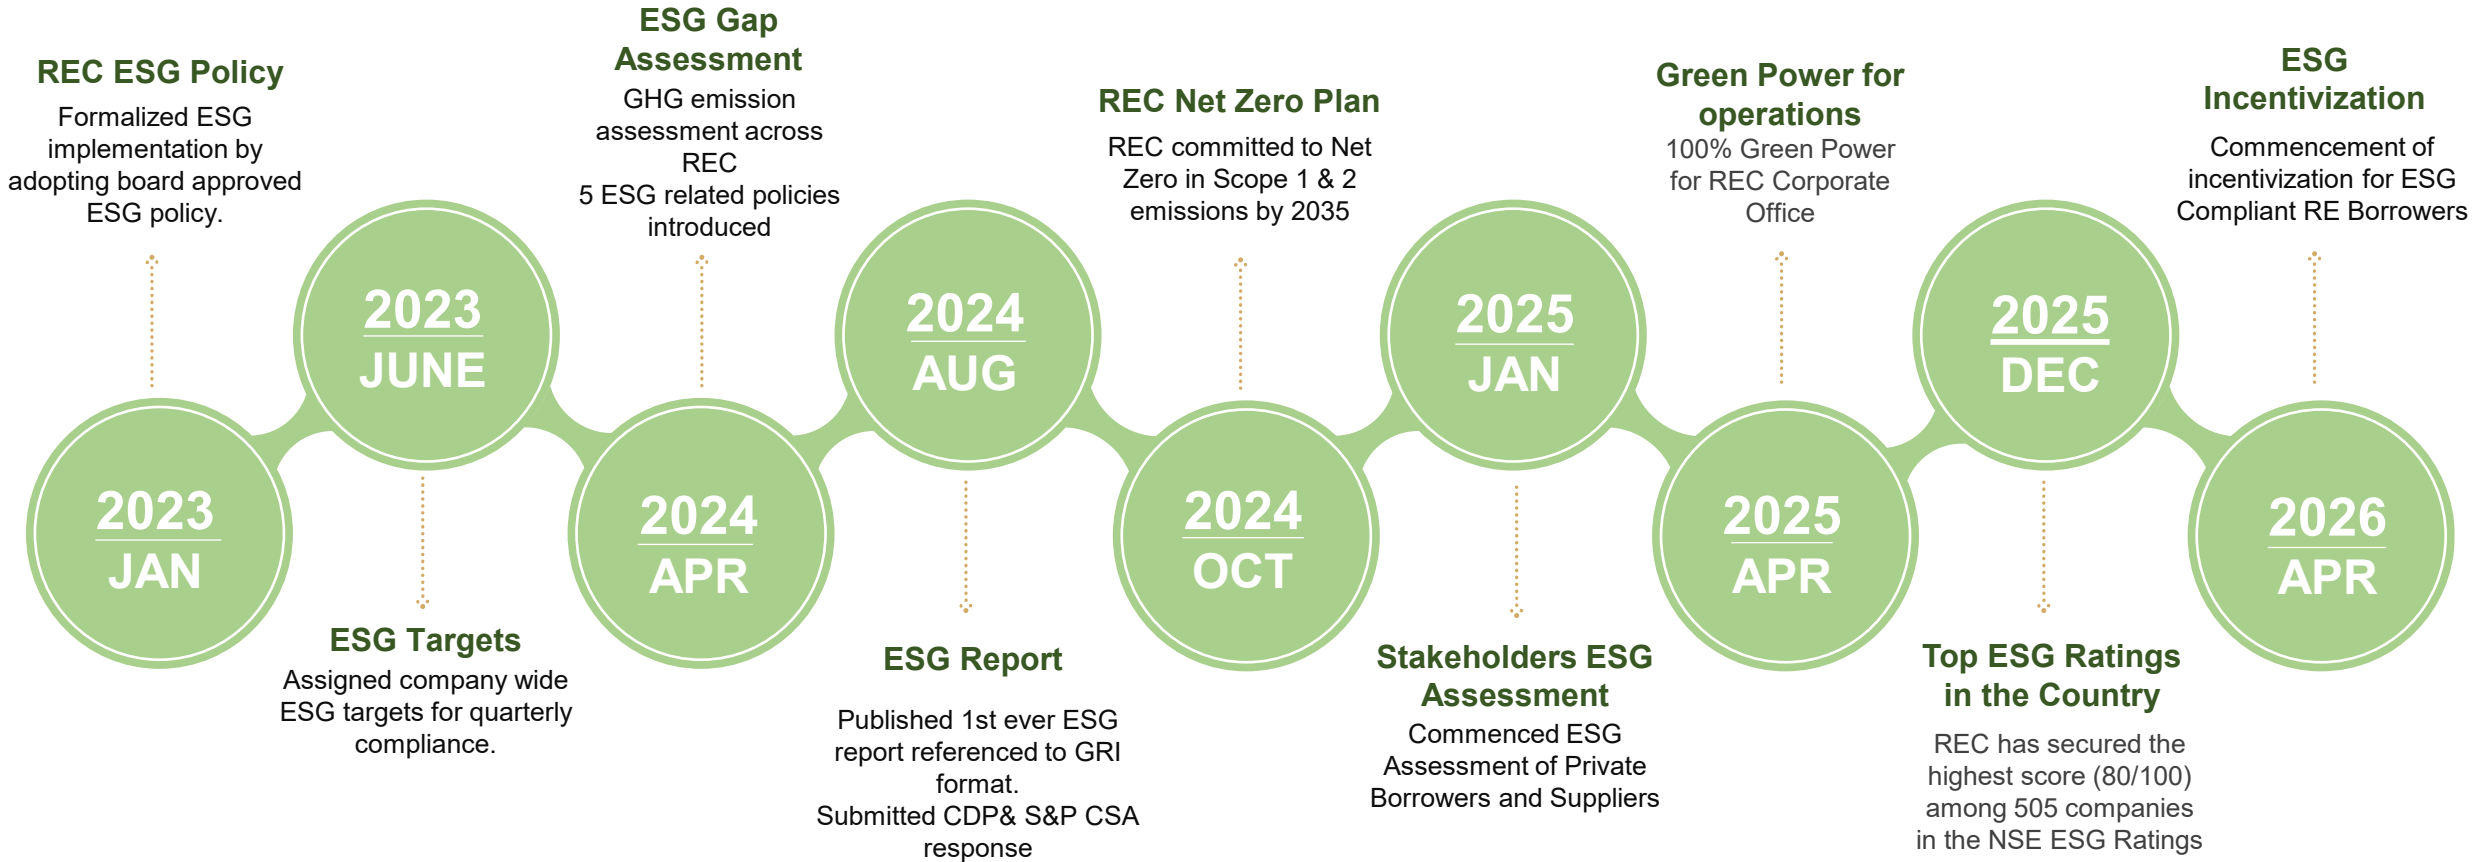 REC ESG Policy
Formalized ESG
implementation by
adopting board approved
ESG policy.
2023
JAN
2023
JUNE
ESG Targets
Assigned company wide
ESG targets for quarterly
compliance.
ESG Gap
Assessment
GHG emission
assessment across
REC
5 ESG related policies
introduced
2024
APR
2024
AUG
ESG Report
Published 1st ever ESG
report referenced to GRI
format.
Submitted CDP& S&P CSA
response
REC Net Zero Plan
REC committed to Net
Zero in Scope 1 & 2
emissions by 2035
2024
OCT
2025
JAN
Stakeholders ESG
Assessment
Commenced ESG
Assessment of Private
Borrowers and Suppliers
Green Power for
operations
100% Green Power
for REC Corporate
Office
2025
APR
2025
DEC
Top ESG Ratings
in the Country
REC has secured the
highest score (80/100)
among 505 companies
in the NSE ESG Ratings
ESG
Incentivization
Commencement of
incentivization for ESG
Compliant RE Borrowers
2026
APR